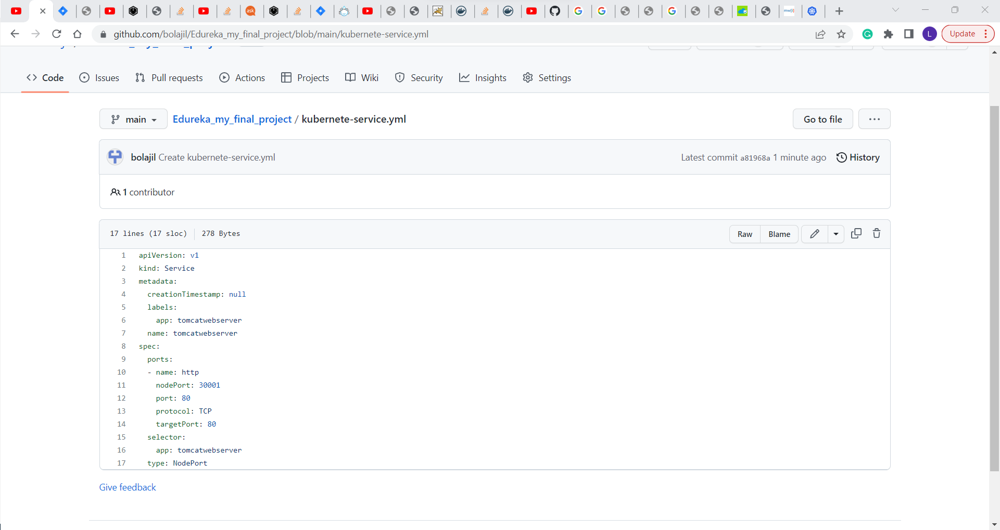 ask
mw[i]
github.com/bolajil/Edureka_my_final_project/blob/main/kubernete-service.yml
L
Update
Code
Issues
Pull requests
Actions
Projects
Wiki
Security
Insights
Settings
main
Edureka_my_final_project / kubernete-service.yml
Go to file
bolajil Create kubernete-service.yml
Latest commit a81968a 1 minute ago
History
1 contributor
17 lines (17 sloc) 278 Bytes
Raw
Blame
1 apiVersion: v1
2 kind: Service
3 metadata:
4 creationTimestamp: null
5 labels:
6 app: tomcatwebserver
7 name: tomcatwebserver
8 spec:
9 ports:
10 - name: http
11 nodePort: 30001
12 port: 80
13 protocol: TCP
14 targetPort: 80
15 selector:
16 app: tomcatwebserver
17 type: NodePort
Give feedback